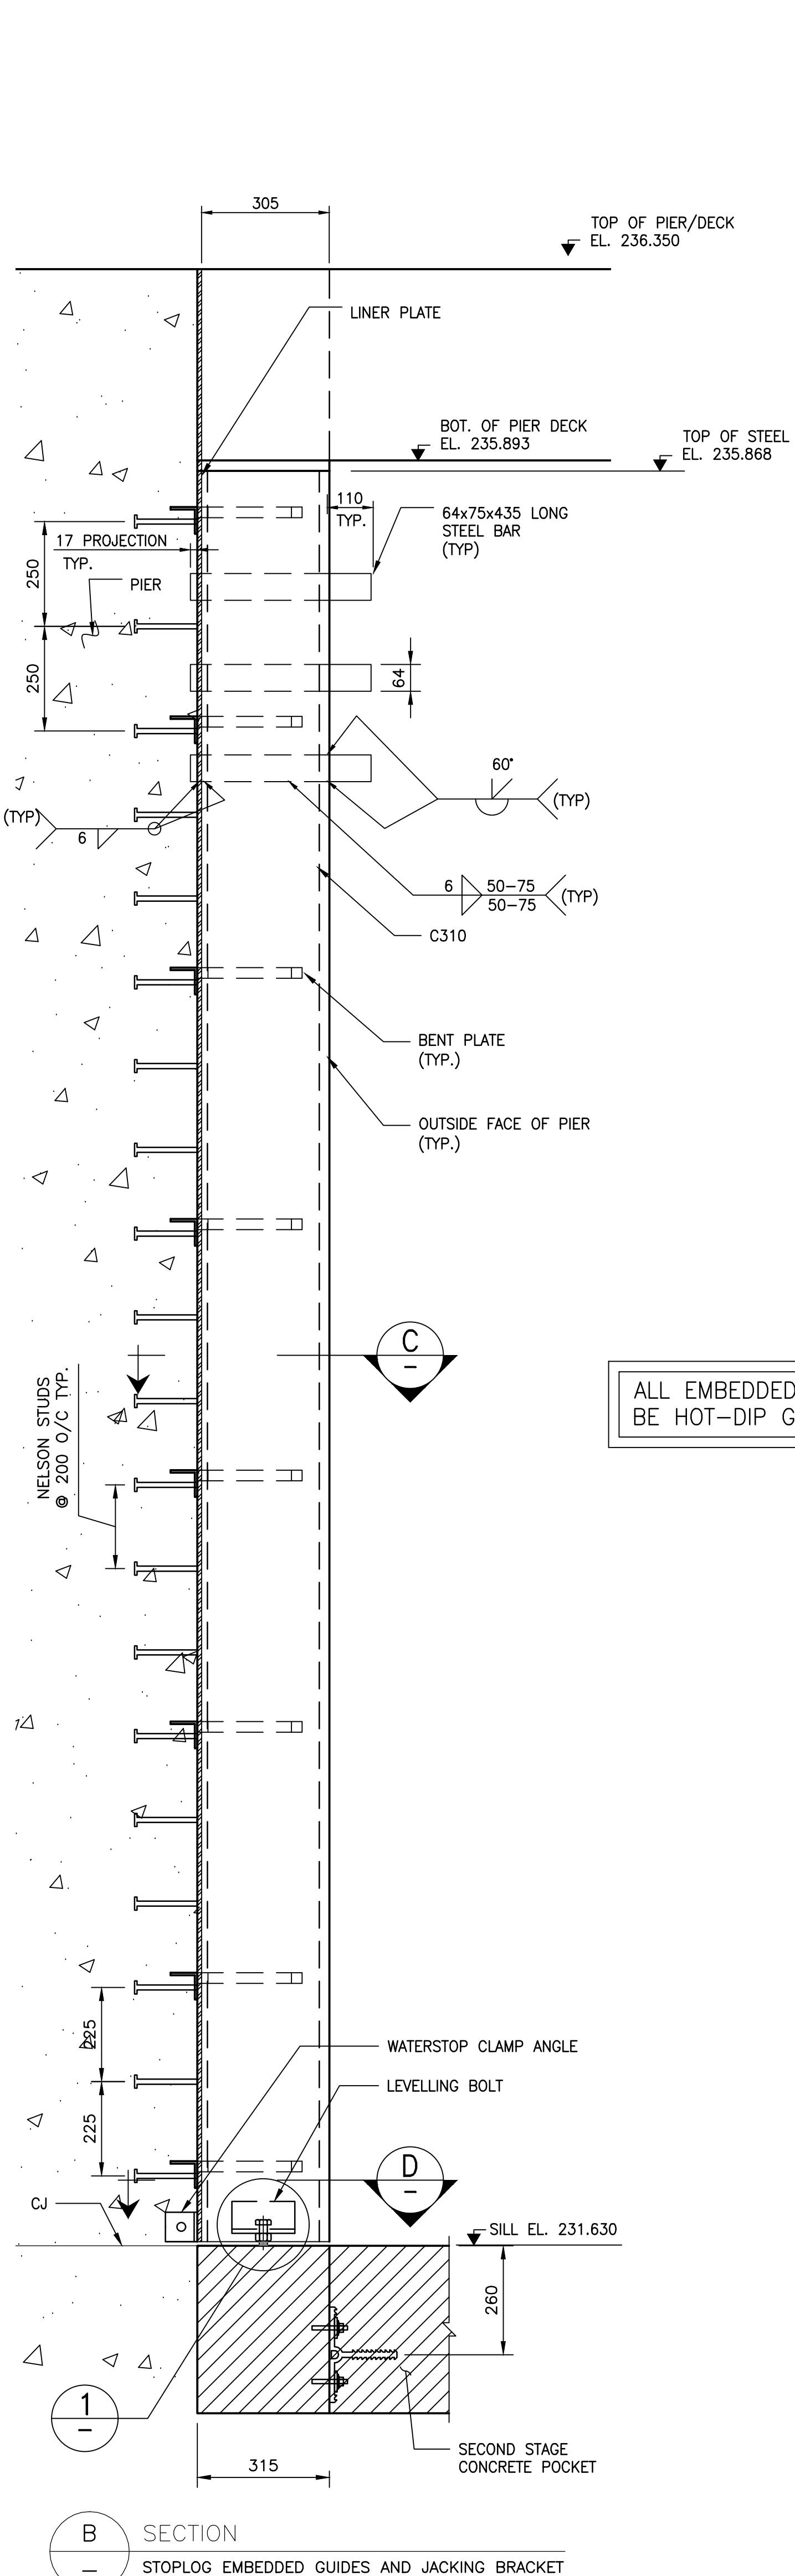 305
TOP OF PIER/DECK
EL. 236.350
LINER PLATE
BOT. OF PIER DECK
EL. 235.893
TOP OF STEEL
EL. 235.868
110
TYP.
64x75x435 LONG
STEEL BAR
(TYP)
17 PROJECTION
TYP.
250
PIER
250
64
60°
(TYP)
(TYP)
6
6
50-75
50-75
(TYP)
C310
BENT PLATE
(TYP.)
OUTSIDE FACE OF PIER
(TYP.)
C
-
ALL EMBEDDED
BE HOT-DIP G
NELSON STUDS
@ 200 O/C TYP.
225
WATERSTOP CLAMP ANGLE
LEVELLING BOLT
225
D
-
CJ
SILL EL. 231.630
260
1
-
SECOND STAGE
CONCRETE POCKET
315
B
-
SECTION
STOPLOG EMBEDDED GUIDES AND JACKING BRACKET